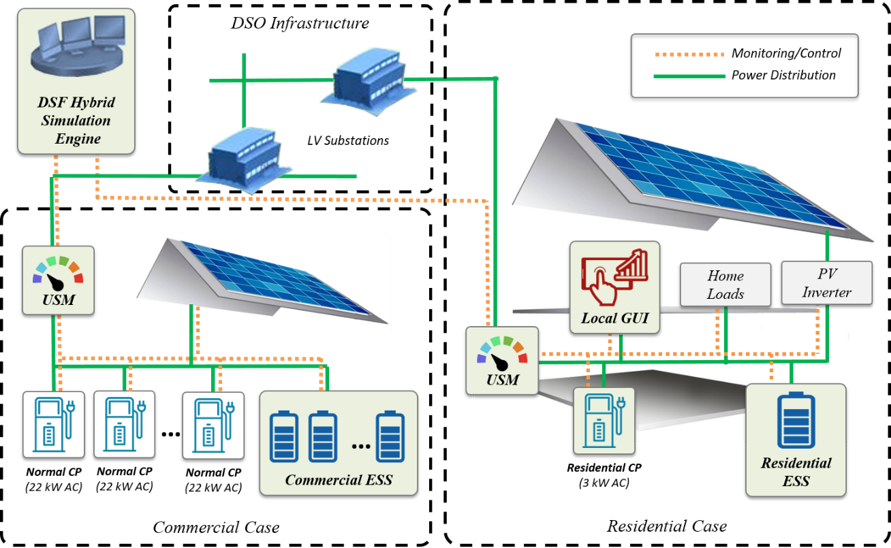 DSO Infrastructure
DSF Hybrid
Simulation
Engine
LV Substations
Monitoring/Control
Power Distribution
USM
Normal CP
(22 kW AC)
Normal CP
(22 kW AC)
...
Normal CP
(22 kW AC)
...
Commercial ESS
Commercial Case
Local GUI
Home
Loads
PV
Inverter
USM
Residential CP
(3 kW AC)
Residential
ESS
Residential Case